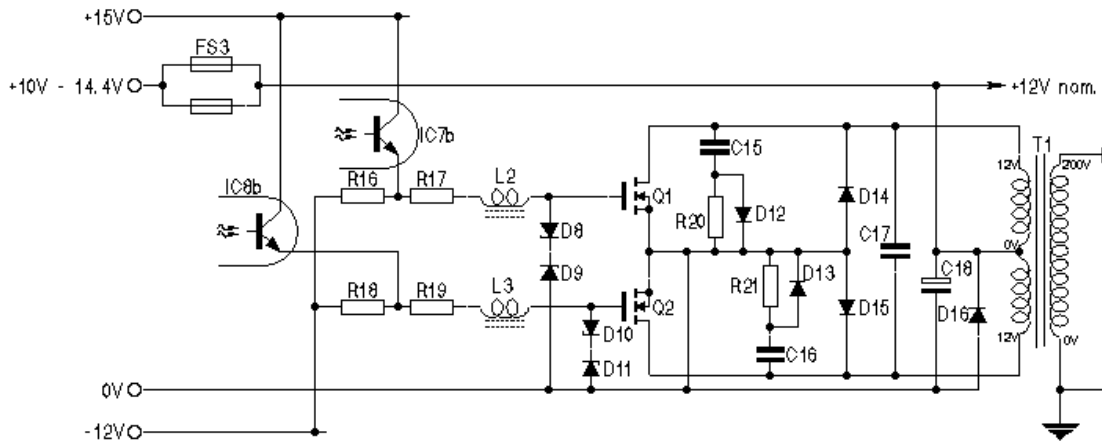 +15V
FS3
+10V - 14.4V
+12V nom.
IC7b
C15
T1
12V
200V
IC6b
R16
R17
L2
Q1
R20
D12
D14
C17
0V
D8
D9
R18
R19
L3
Q2
R21
D13
C18
D15
D16
D10
D11
C16
12V
0V
0V
-12V